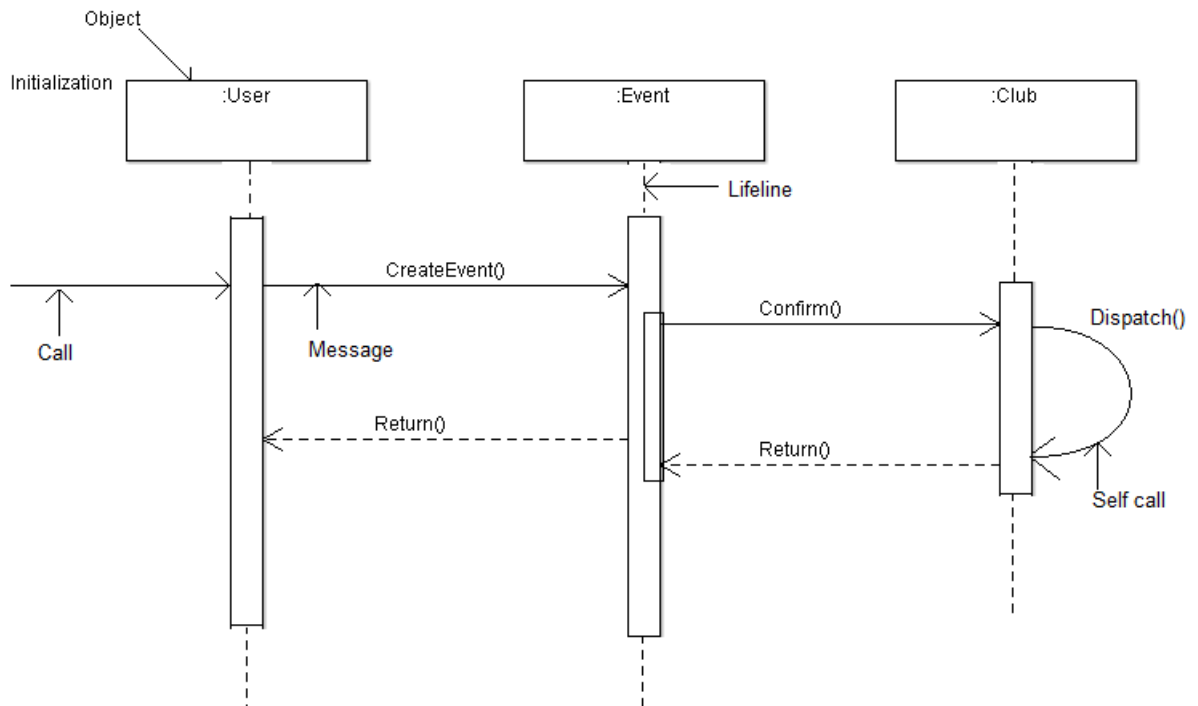 Object
Initialization
:User
:Event
:Club
Lifeline
CreateEvent()
Confirm()
Dispatch()
Call
Message
Return()
Return()
Self call